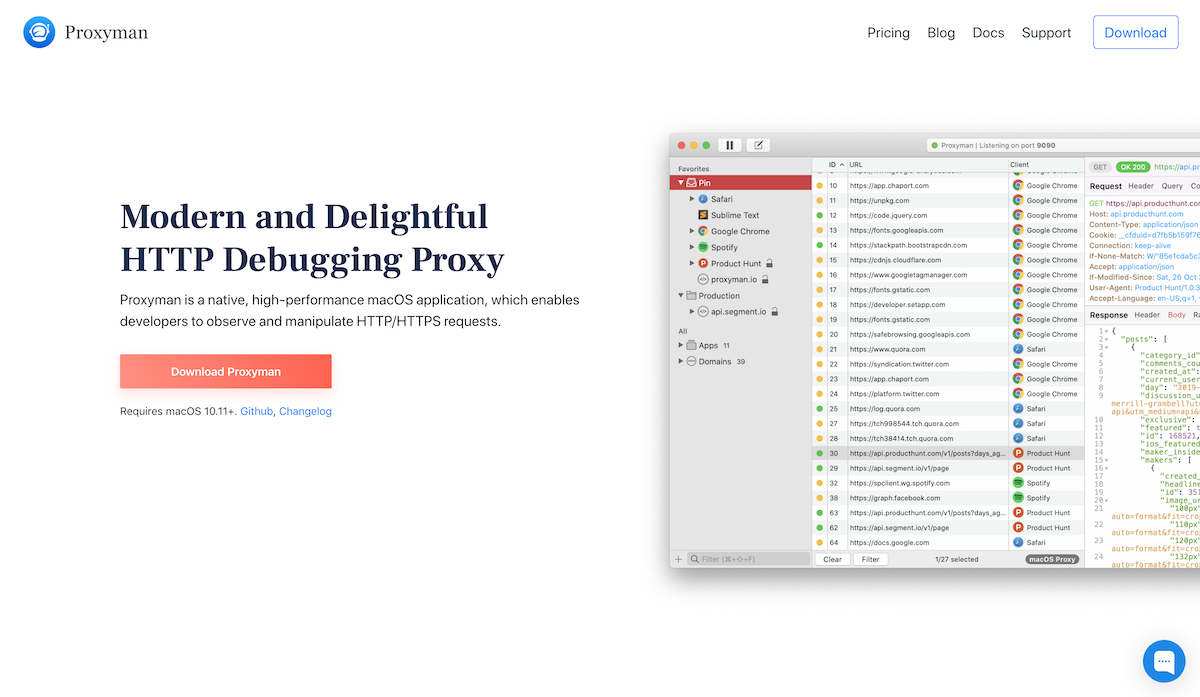 Proxyman
Pricing Blog Docs Support Download
Modern and Delightful
HTTP Debugging Proxy
Proxyman is a native, high-performance macOS application, which enables
developers to observe and manipulate HTTP/HTTPS requests.
Download Proxyman
Requires macOS 10.11+. Github, Changelog
Proxyman | Listening on port 9090
Favorites
Pin
Safari
Sublime Text
Google Chrome
Spotify
Product Hunt
proxyman.io
Production
api.segment.io
All
Apps 11
Domains 39
Filter (⌘+⇧+F)
ID URL Client
10 https://app.chaport.com Google Chrome
11 https://unpkg.com Google Chrome
12 https://code.jquery.com Google Chrome
13 https://fonts.googleapis.com Google Chrome
14 https://stackpath.bootstrapcdn.com Google Chrome
15 https://cdnjs.cloudflare.com Google Chrome
16 https://www.googletagmanager.com Google Chrome
17 https://fonts.gstatic.com Google Chrome
18 https://developer.setapp.com Google Chrome
19 https://fonts.gstatic.com Google Chrome
20 https://safebrowsing.googleapis.com Google Chrome
21 https://www.quora.com Safari
22 https://syndication.twitter.com Google Chrome
23 https://app.chaport.com Google Chrome
24 https://platform.twitter.com Google Chrome
25 https://log.quora.com Safari
27 https://tch998544.tch.quora.com Safari
28 https://tch38414.tch.quora.com Safari
30 https://api.producthunt.com/v1/posts?days_ag... Product Hunt
29 https://api.segment.io/v1/page Product Hunt
32 https://spclient.wg.spotify.com Spotify
38 https://graph.facebook.com Spotify
63 https://api.producthunt.com/v1/posts?days_ag... Product Hunt
62 https://api.segment.io/v1/page Product Hunt
64 https://docs.google.com Safari
Clear Filter 1/27 selected macOS Proxy
GET OK 200 https://api.pr
Request Header Query Co
GET https://api.producthunt.com
Host: api.producthunt.com
Content-Type: application/json
Cookie: __cfduid=d7fb5b159f76
Connection: keep-alive
If-None-Match: W/"85e1cda5c3
Accept: application/json
If-Modified-Since: Sat, 26 Oct
User-Agent: Product Hunt/1.0.3
Accept-Language: en-US;q=1,
Response Header Body Ra
1 {
2 "posts": [
3 {
4 "category_id"
5 "comments_cou
6 "created_at":
7 "current_user
8 "day": "2019-
9 "discussion_u
merrill-grambell?ut
api&utm_medium=api&
10 "exclusive":
11 "featured": t
12 "id": 168521,
13 "ios_featured
14 "maker_inside
15 "makers": [
16 {
17 "created_
18 "headline
19 "id": 351
20 "image_ur
21 "100px"
auto=format&fit=crop
22 "110px"
auto=format&fit=crop
23 "120px"
auto=format&fit=crop
24 "132px"
auto=format&fit=crop